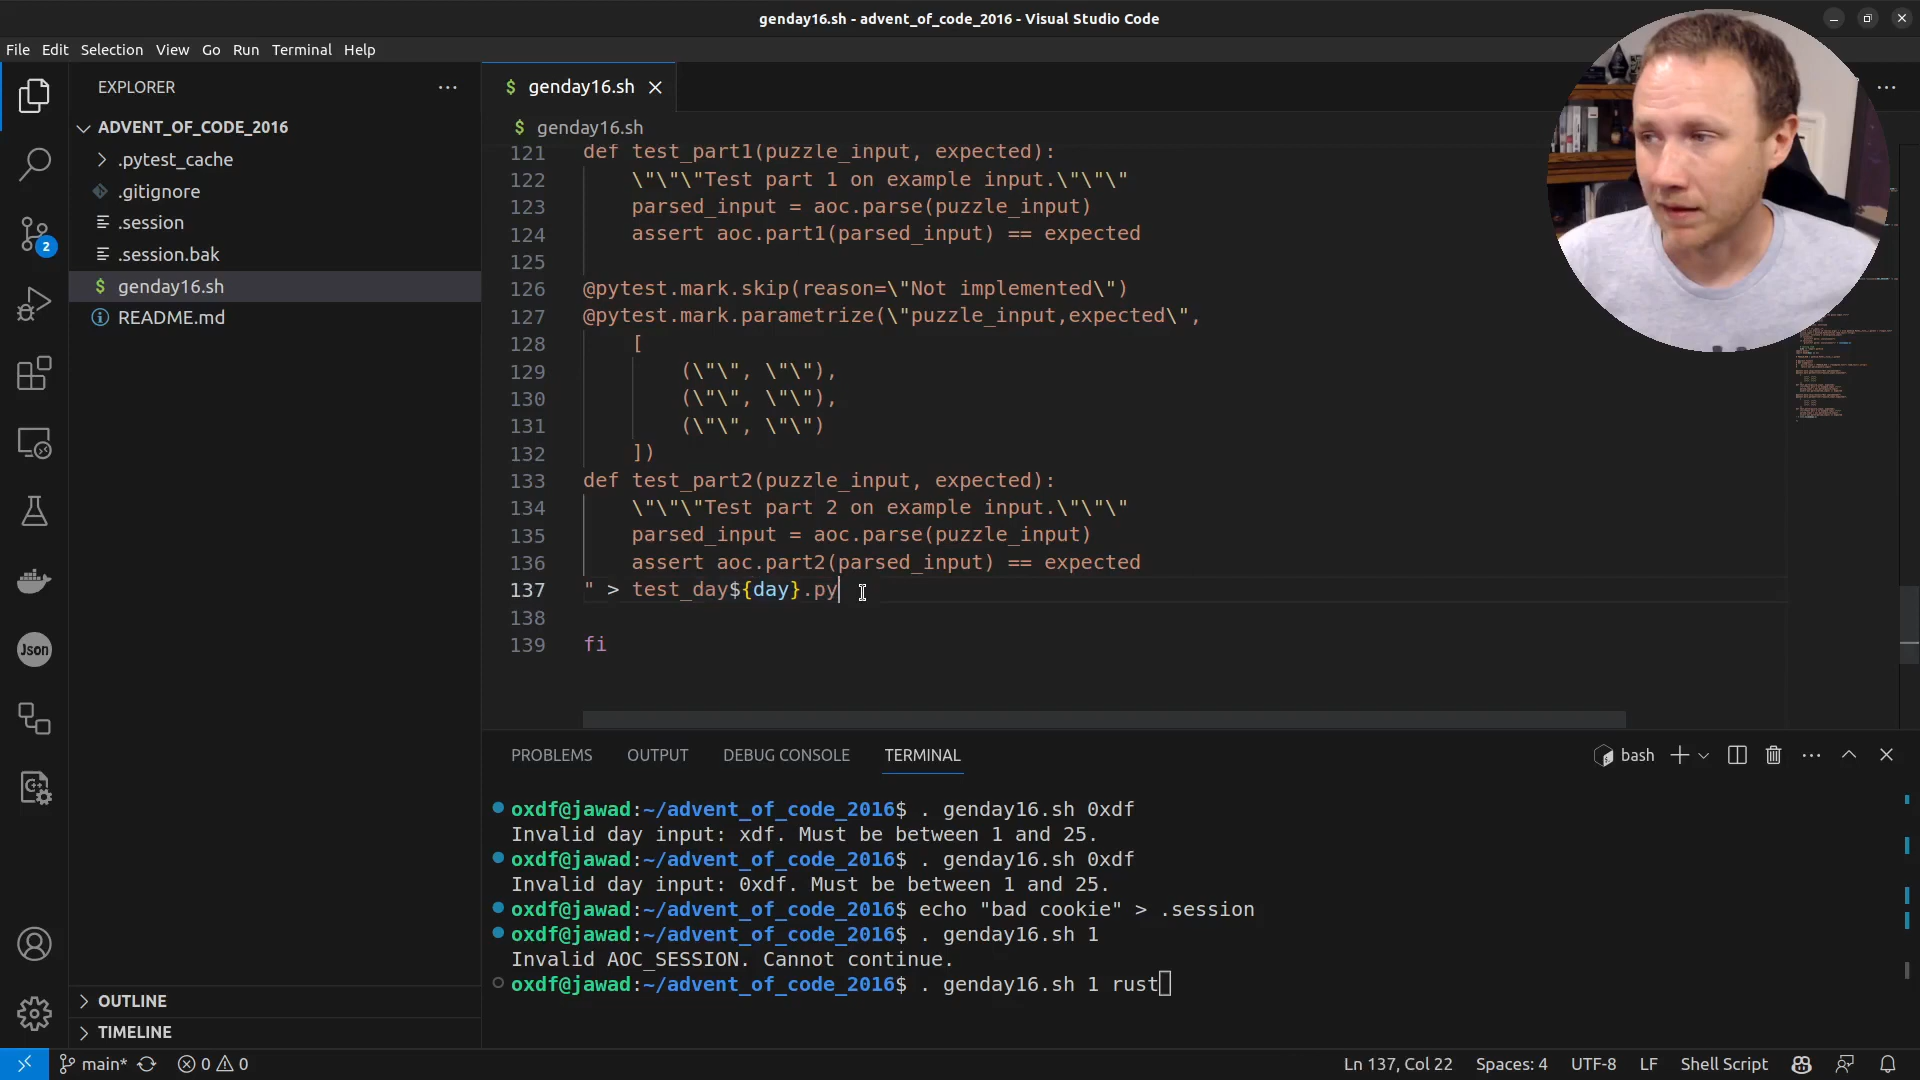 genday16.sh - advent_of_code_2016 - Visual Studio Code
File Edit Selection View Go Run Terminal Help
EXPLORER
ADVENT_OF_CODE_2016
.pytest_cache
.gitignore
.session
.session.bak
$ genday16.sh
README.md
OUTLINE
TIMELINE
2
Json
$ genday16.sh
$ genday16.sh
121 def test_part1(puzzle_input, expected):
122 \"\"\"Test part 1 on example input.\"\"\"
123 parsed_input = aoc.parse(puzzle_input)
124 assert aoc.part1(parsed_input) == expected
125
126 @pytest.mark.skip(reason=\"Not implemented\")
127 @pytest.mark.parametrize(\"puzzle_input,expected\",
128 [
129 (\"\", \"\"),
130 (\"\", \"\"),
131 (\"\", \"\")
132 ])
133 def test_part2(puzzle_input, expected):
134 \"\"\"Test part 2 on example input.\"\"\"
135 parsed_input = aoc.parse(puzzle_input)
136 assert aoc.part2(parsed_input) == expected
137 " > test_day${day}.py
138
139 fi
PROBLEMS OUTPUT DEBUG CONSOLE TERMINAL bash
oxdf@jawad:~/advent_of_code_2016$ . genday16.sh 0xdf
Invalid day input: xdf. Must be between 1 and 25.
oxdf@jawad:~/advent_of_code_2016$ . genday16.sh 0xdf
Invalid day input: 0xdf. Must be between 1 and 25.
oxdf@jawad:~/advent_of_code_2016$ echo "bad cookie" > .session
oxdf@jawad:~/advent_of_code_2016$ . genday16.sh 1
Invalid AOC_SESSION. Cannot continue.
oxdf@jawad:~/advent_of_code_2016$ . genday16.sh 1 rust
main* 0 0 Ln 137, Col 22 Spaces: 4 UTF-8 LF Shell Script